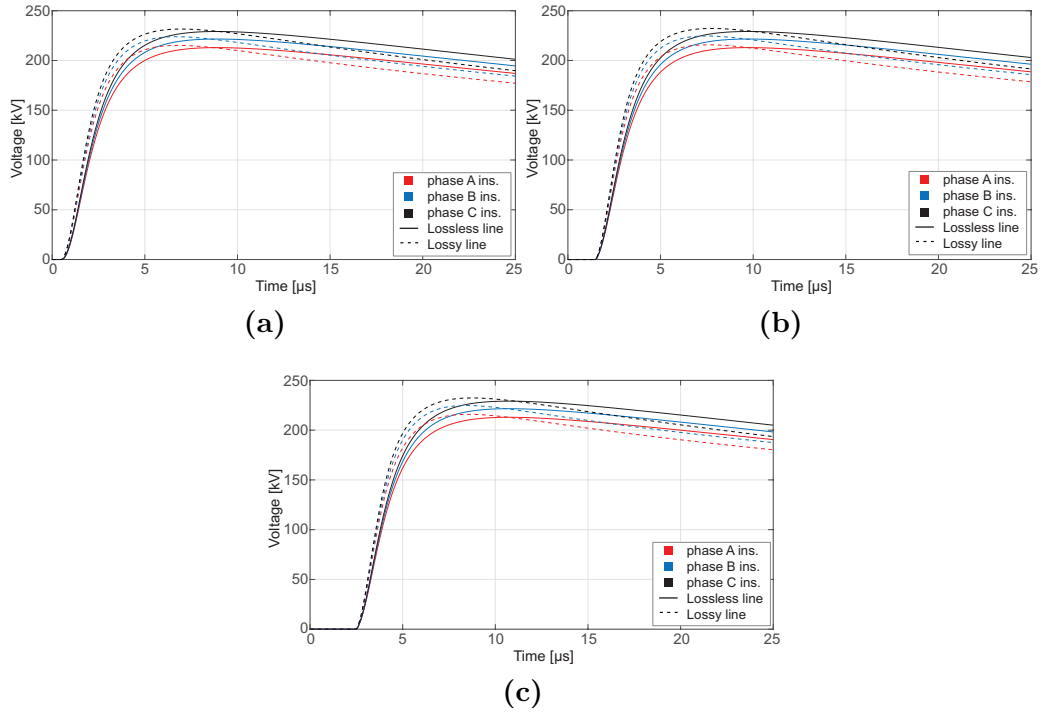 250
200
150
100
50
0
Voltage [kV]
0 5 10 15 20 25
Time [µs]
phase A ins.
phase B ins.
phase C ins.
Lossless line
Lossy line
(a)
250
200
150
100
50
0
Voltage [kV]
0 5 10 15 20 25
Time [µs]
phase A ins.
phase B ins.
phase C ins.
Lossless line
Lossy line
(b)
250
200
150
100
50
0
Voltage [kV]
0 5 10 15 20 25
Time [µs]
phase A ins.
phase B ins.
phase C ins.
Lossless line
Lossy line
(c)